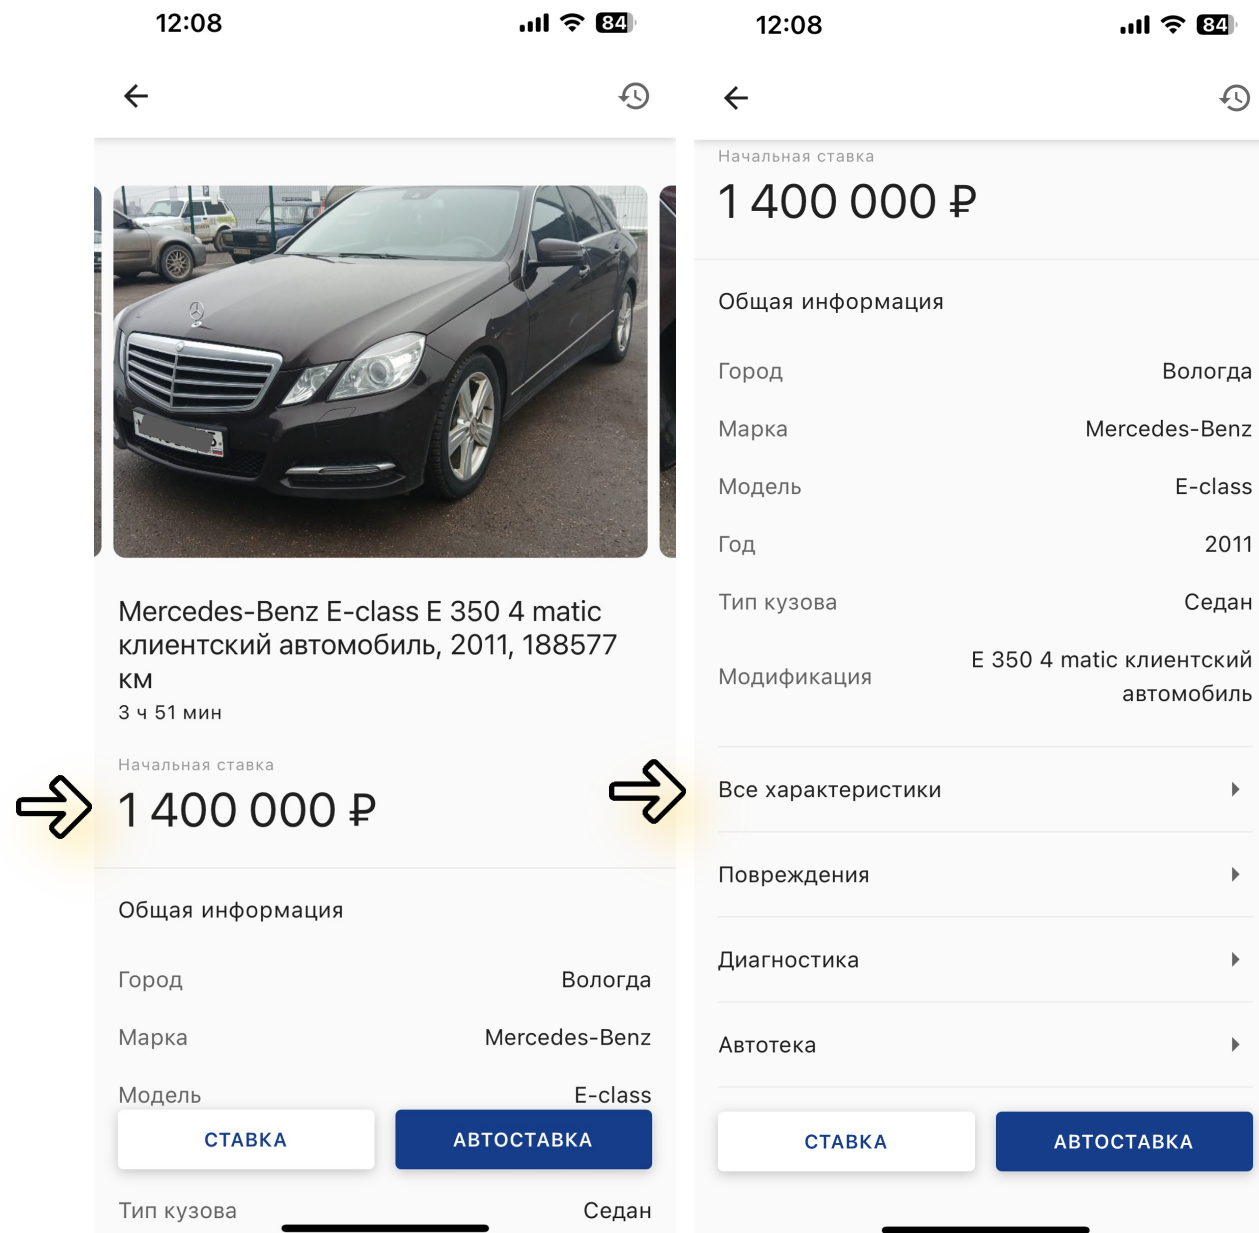 12:08
84
Mercedes-Benz E-class E 350 4 matic
клиентский автомобиль, 2011, 188577
км
3 ч 51 мин
Начальная ставка
1 400 000 ₽
Общая информация
Город Вологда
Марка Mercedes-Benz
Модель E-class
СТАВКА АВТОСТАВКА
Тип кузова Седан
12:08
84
Начальная ставка
1 400 000 ₽
Общая информация
Город Вологда
Марка Mercedes-Benz
Модель E-class
Год 2011
Тип кузова Седан
Модификация E 350 4 matic клиентский
автомобиль
Все характеристики
Повреждения
Диагностика
Автотека
СТАВКА АВТОСТАВКА